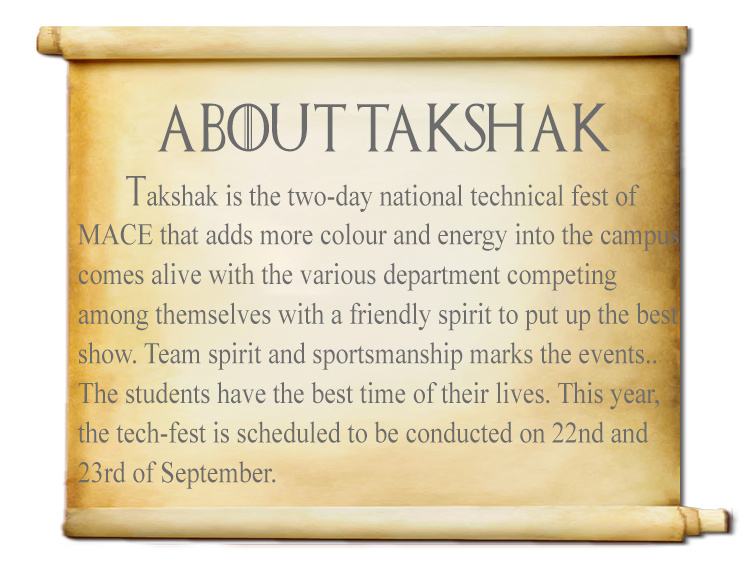 ABOUT TAKSHAK
Takshak is the two-day national technical fest of
MACE that adds more colour and energy into the campus
comes alive with the various department competing
among themselves with a friendly spirit to put up the best
show. Team spirit and sportsmanship marks the events..
The students have the best time of their lives. This year,
the tech-fest is scheduled to be conducted on 22nd and
23rd of September.